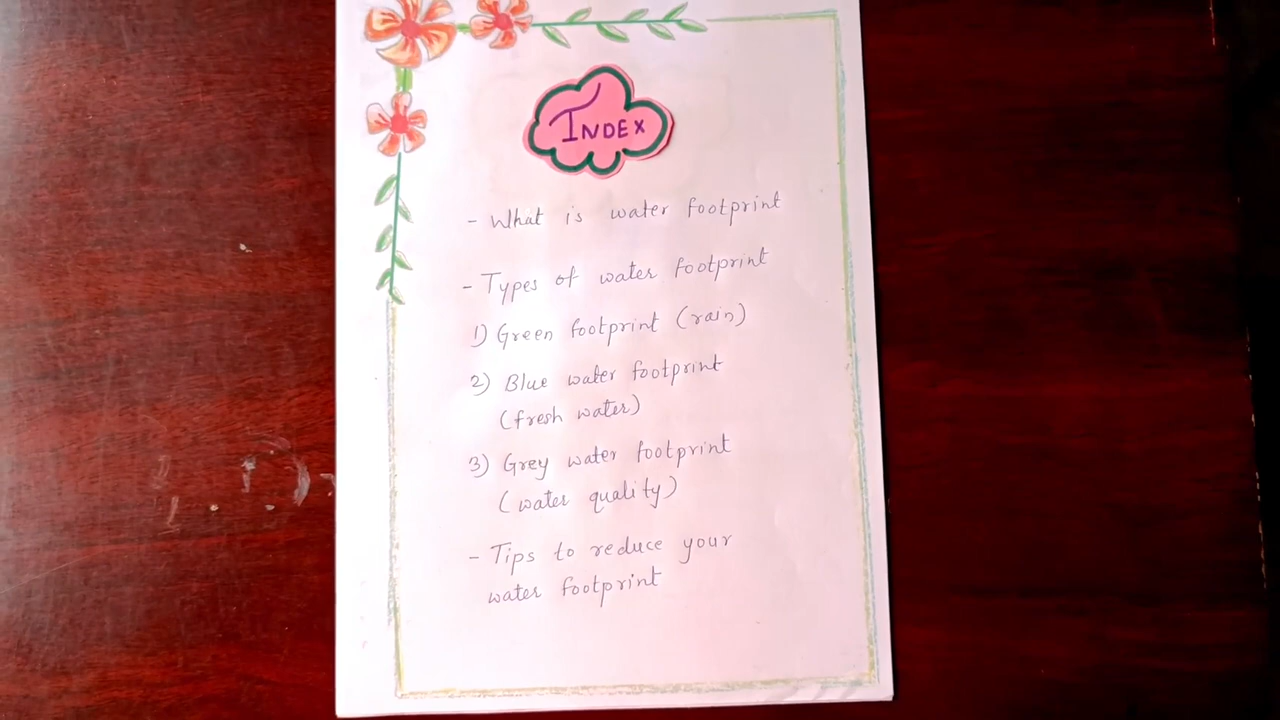 INDEX
- What is water footprint
- Types of water footprint
1) Green footprint (rain)
2) Blue water footprint
(fresh water)
3) Grey water footprint
(water quality)
- Tips to reduce your
water footprint